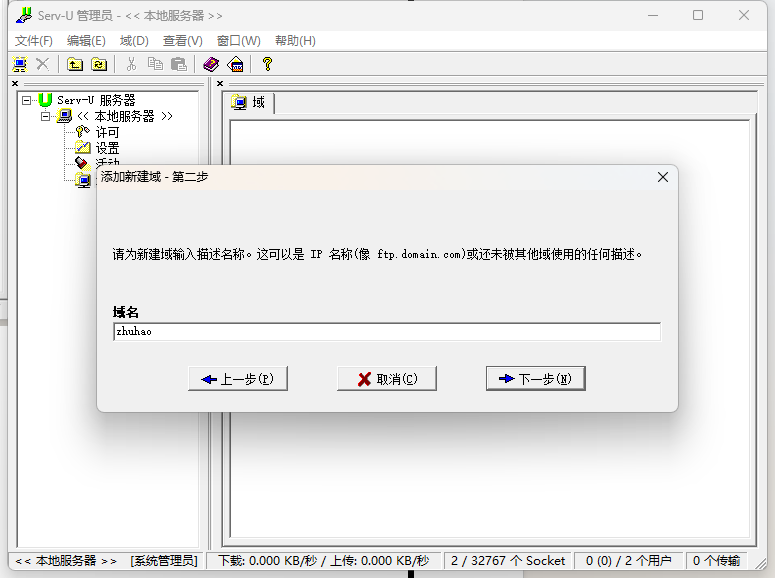 Serv-U 管理员 - << 本地服务器 >>
文件(F) 编辑(E) 域(D) 查看(V) 窗口(W) 帮助(H)
Serv-U 服务器
<< 本地服务器 >>
许可
设置
活动
域
添加新建域 - 第二步
请为新建域输入描述名称。这可以是 IP 名称(像 ftp.domain.com)或还未被其他域使用的任何描述。
域名
zhuhao
上一步(P) 取消(C) 下一步(N)
<< 本地服务器 >> [系统管理员] 下载: 0.000 KB/秒 / 上传: 0.000 KB/秒 2 / 32767 个 Socket 0 (0) / 2 个用户 0 个传输